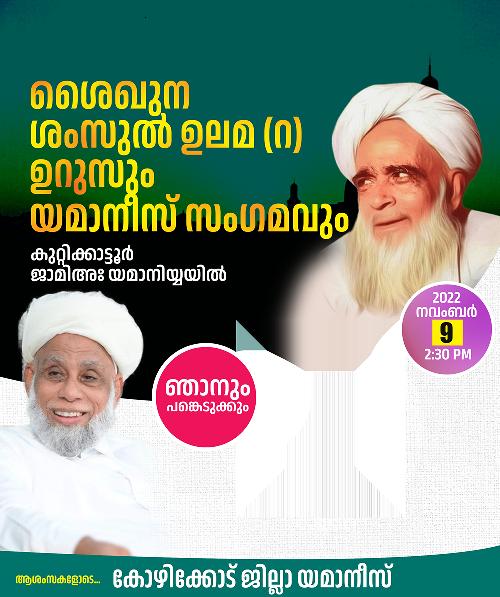 ശൈഖുന
ശംസുൽ ഉലമ (റ)
ഉറൂസും
യമാനീസ് സംഗമവും
കുറ്റിക്കാട്ടൂർ
ജാമിഅഃ യമാനിയ്യയിൽ
2022
നവംബർ
9
2:30 PM
ഞാനും
പങ്കെടുക്കും
ആശംസകളോടെ... കോഴിക്കോട് ജില്ലാ യമാനീസ്